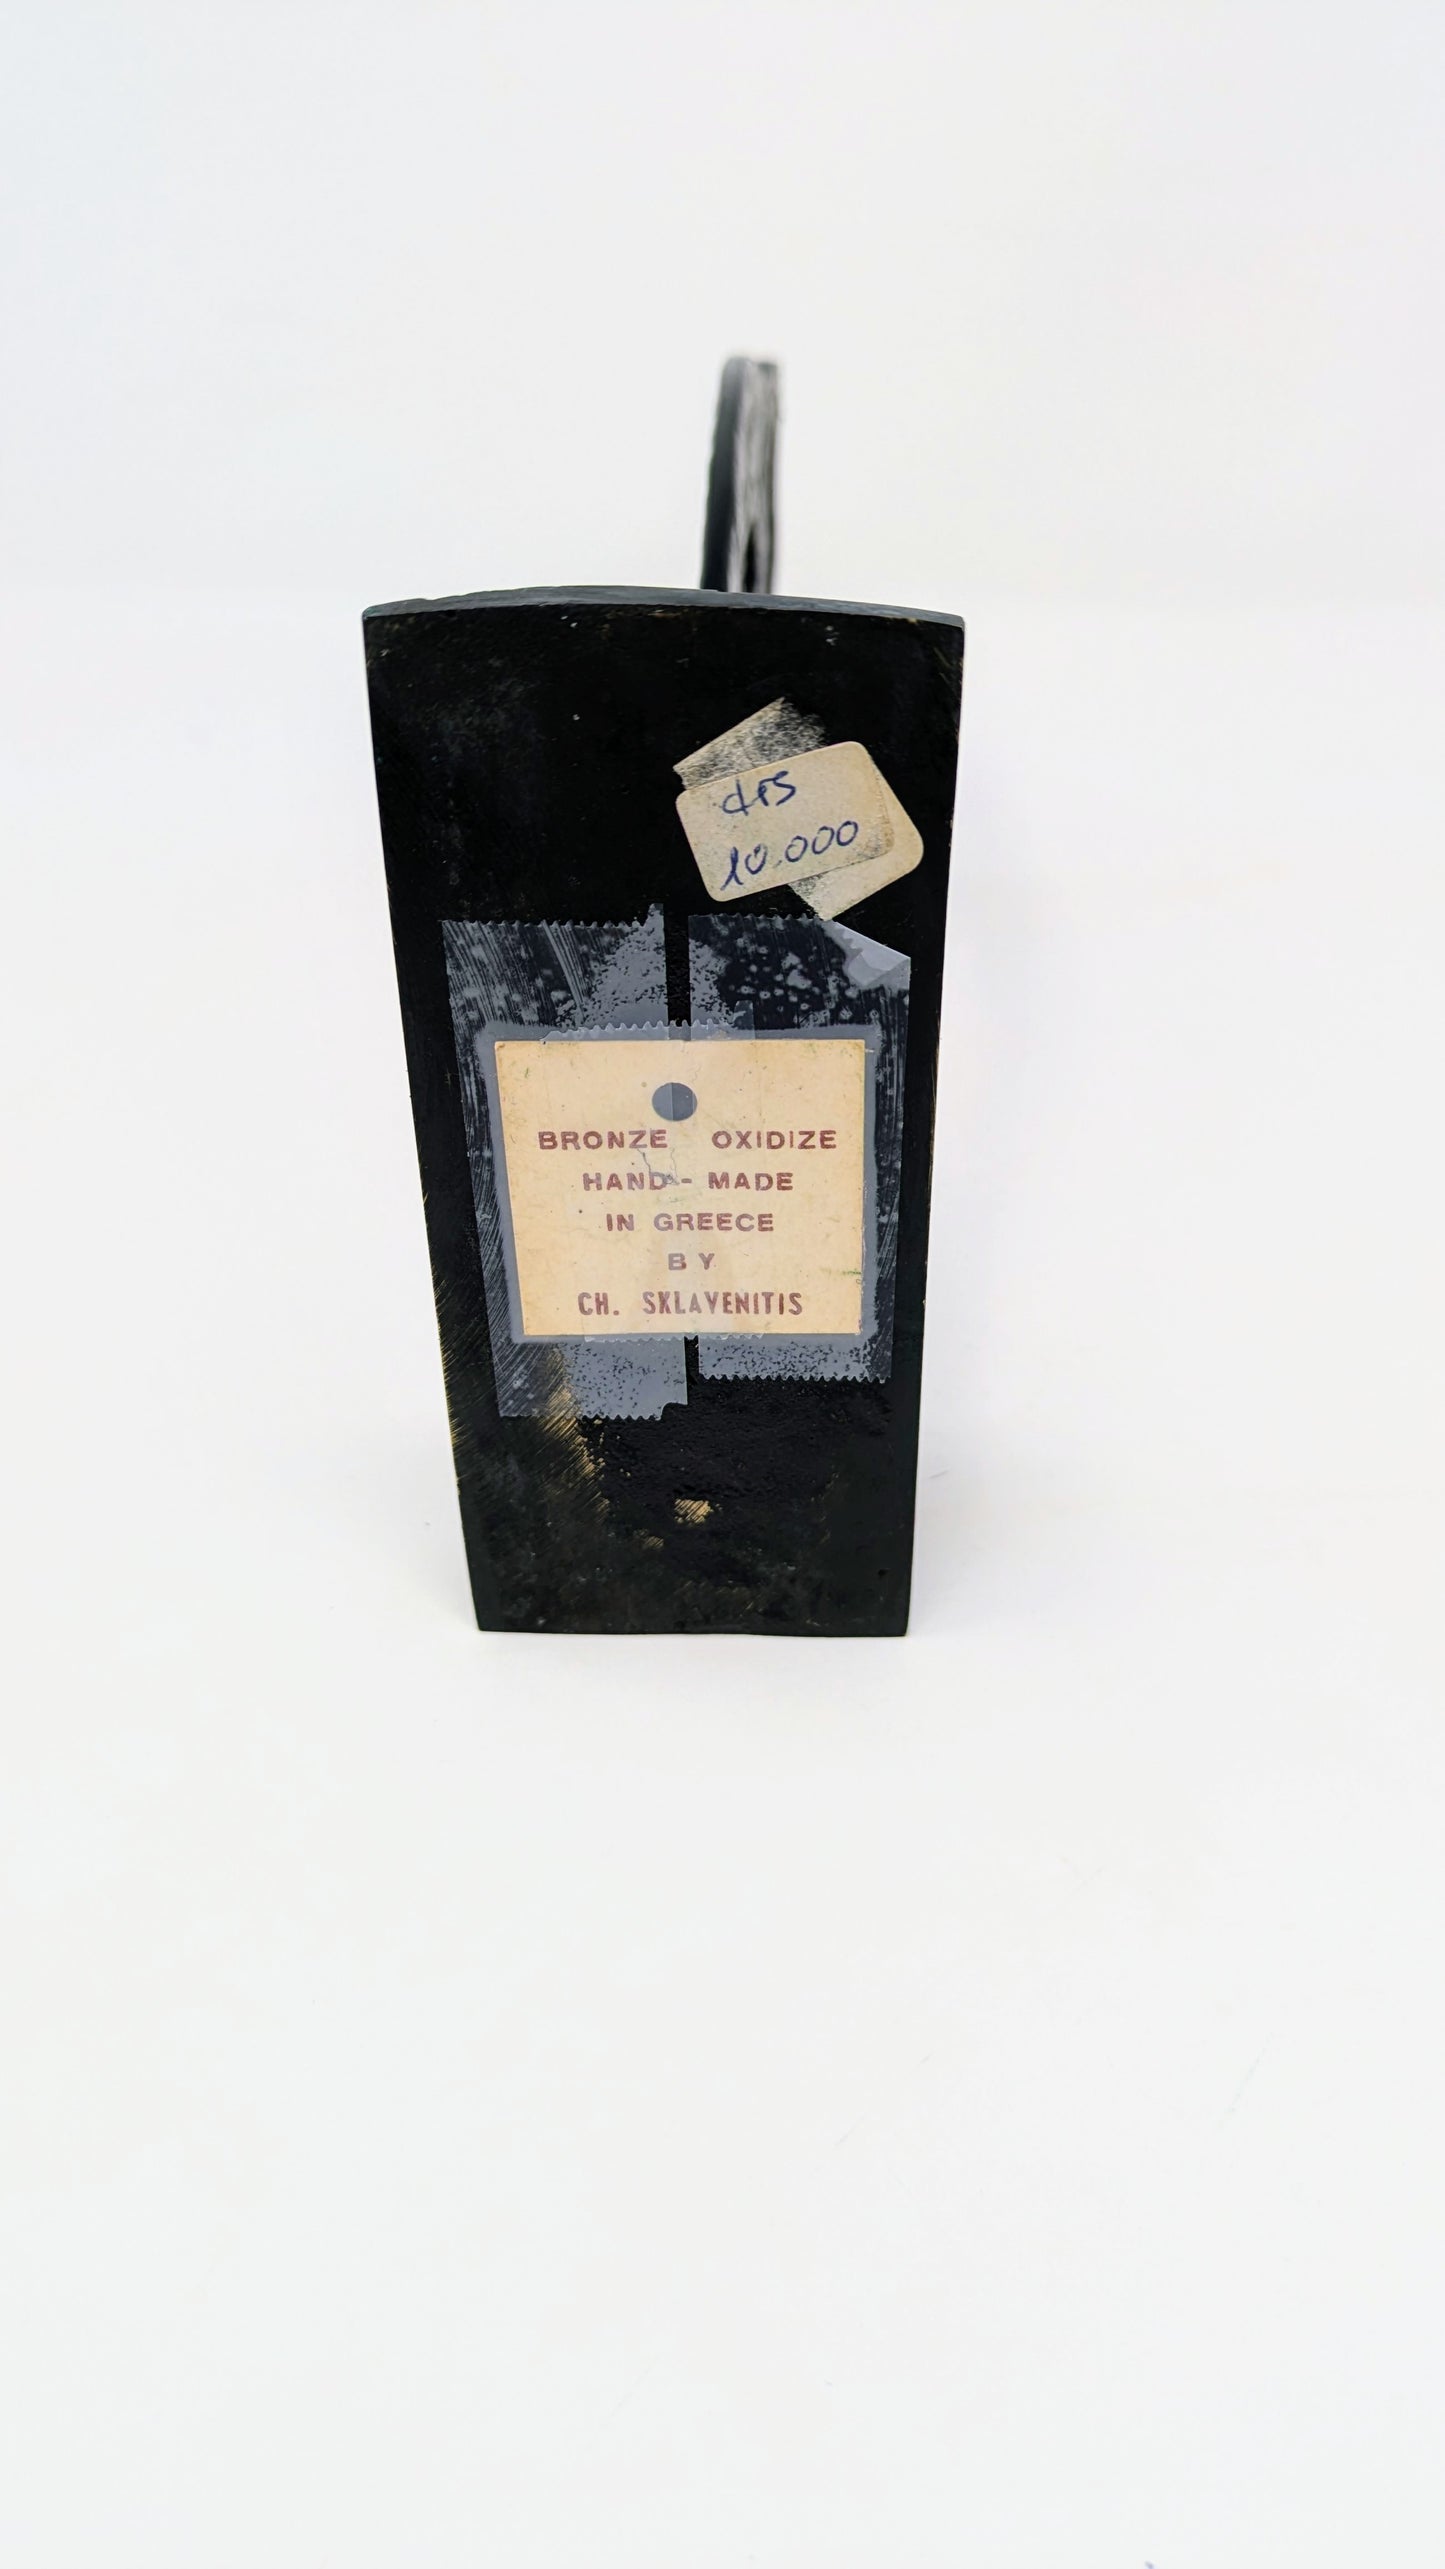 drs
10.000
BRONZE OXIDIZE
HAND - MADE
IN GREECE
BY
CH. SKLAVENITIS